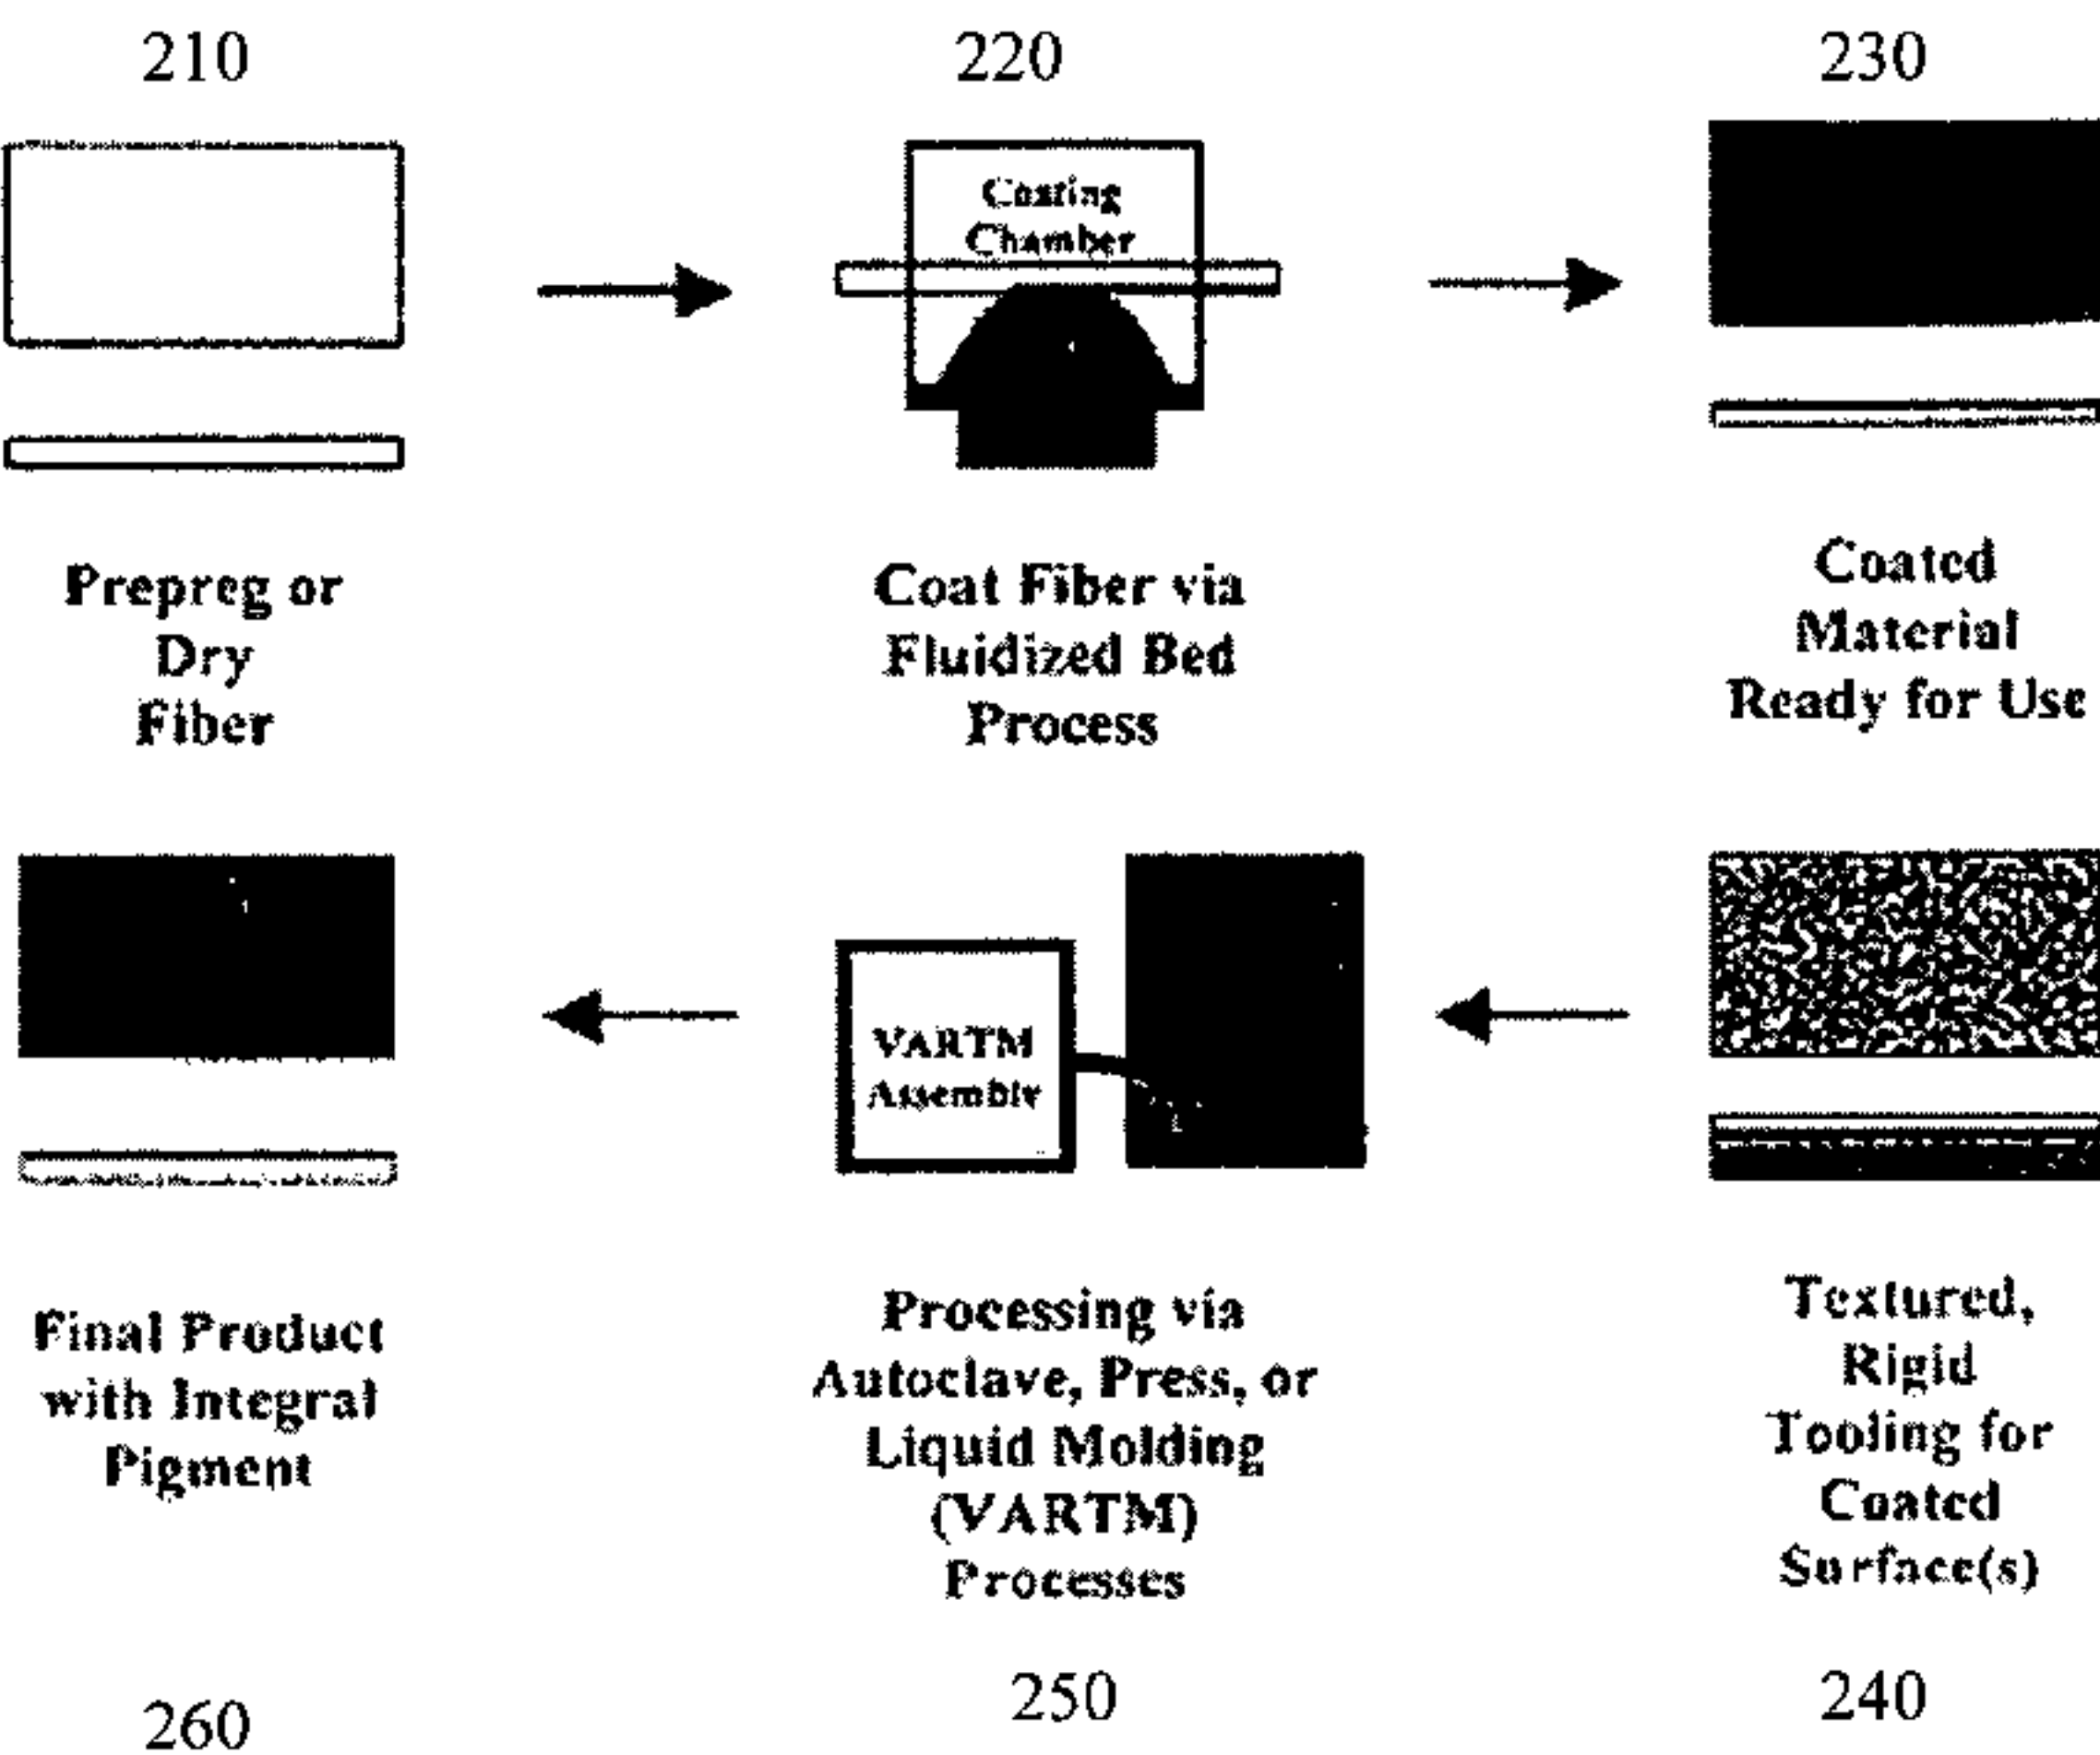 210
220
230
Coating
Chamber
Prepreg or
Dry
Fiber
Coat Fiber via
Fluidized Bed
Process
Coated
Material
Ready for Use
VARTM
Assembly
Final Product
with Integral
Pigment
Processing via
Autoclave, Press, or
Liquid Molding
(VARTM)
Processes
Textured,
Rigid
Tooling for
Coated
Surface(s)
260
250
240